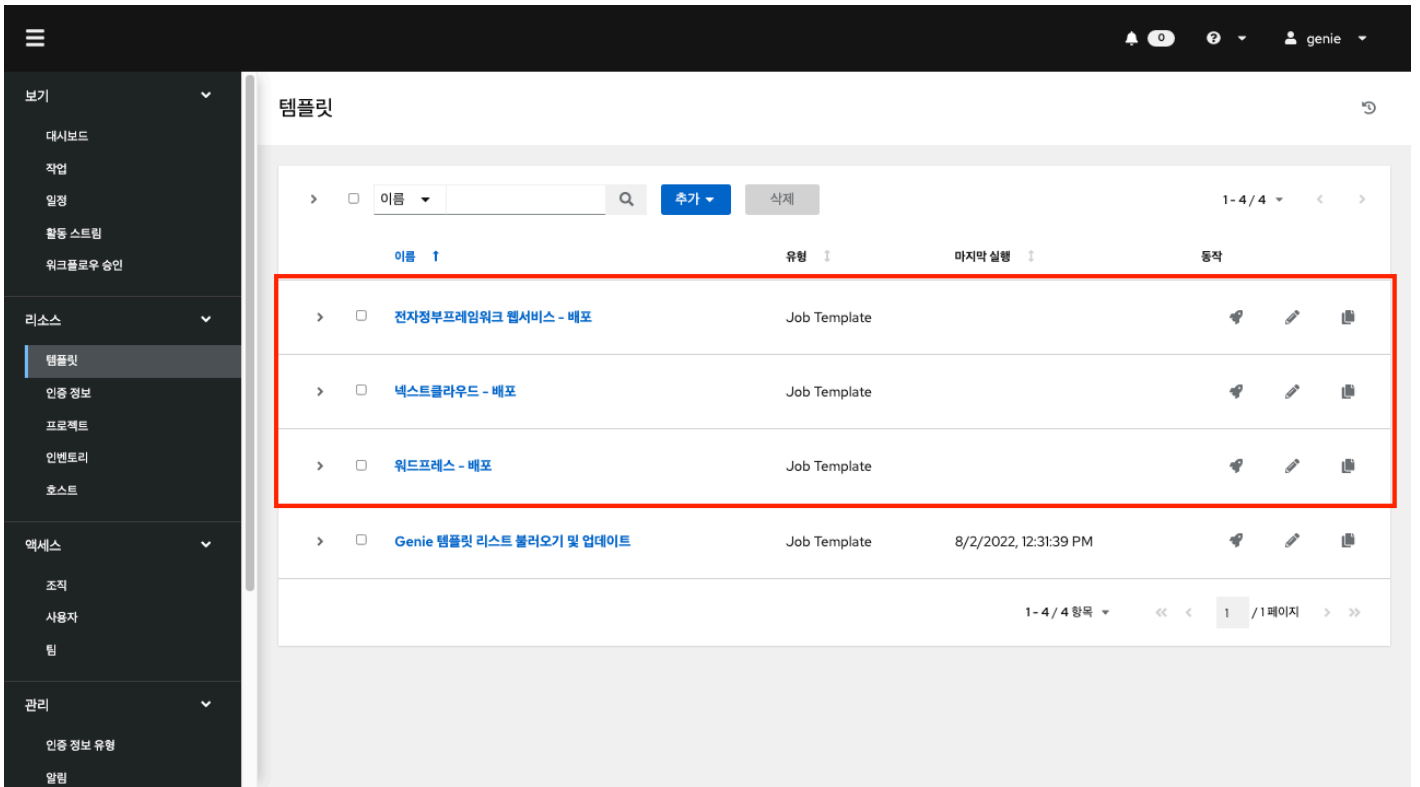 0
genie
보기
대시보드
작업
일정
활동 스트림
워크플로우 승인
리소스
템플릿
인증 정보
프로젝트
인벤토리
호스트
액세스
조직
사용자
팀
관리
인증 정보 유형
알림
템플릿
이름 추가 삭제 1 - 4 / 4
이름 유형 마지막 실행 동작
전자정부프레임워크 웹서비스 - 배포 Job Template
넥스트클라우드 - 배포 Job Template
워드프레스 - 배포 Job Template
Genie 템플릿 리스트 불러오기 및 업데이트 Job Template 8/2/2022, 12:31:39 PM
1 - 4 / 4 항목 1 / 1 페이지